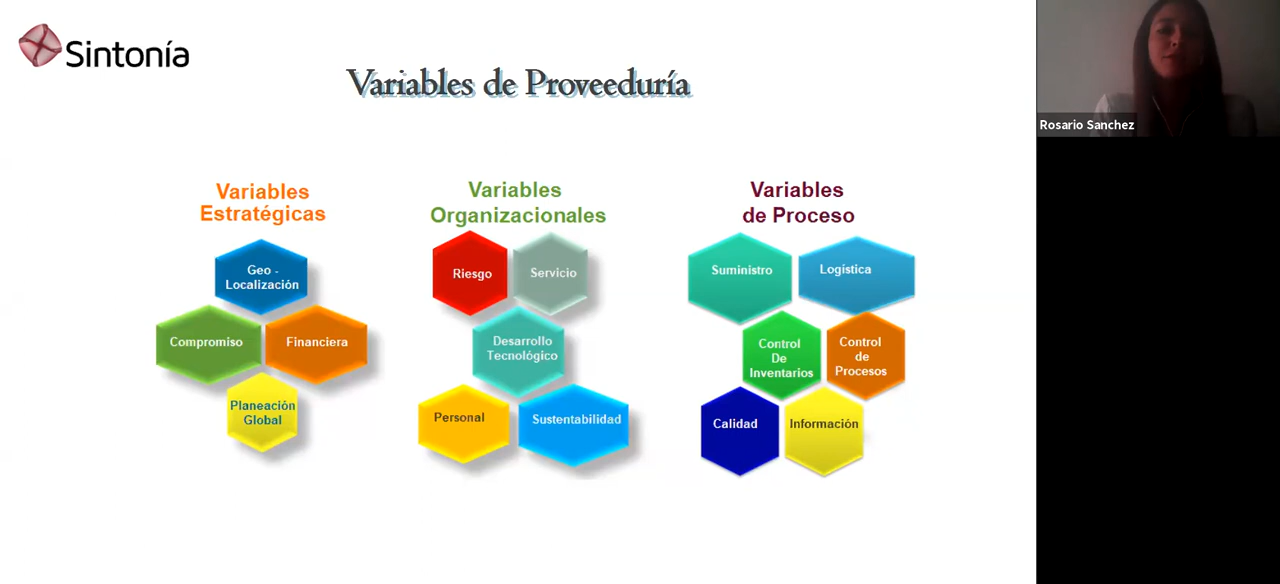 Sintonía
Variables de Proveeduría
Rosario Sanchez
Variables
Estratégicas
Geo -
Localización
Compromiso
Financiera
Planeación
Global
Variables
Organizacionales
Riesgo
Servicio
Desarrollo
Tecnológico
Personal
Sustentabilidad
Variables
de Proceso
Suministro
Logística
Control
De
Inventarios
Control
de
Procesos
Calidad
Información